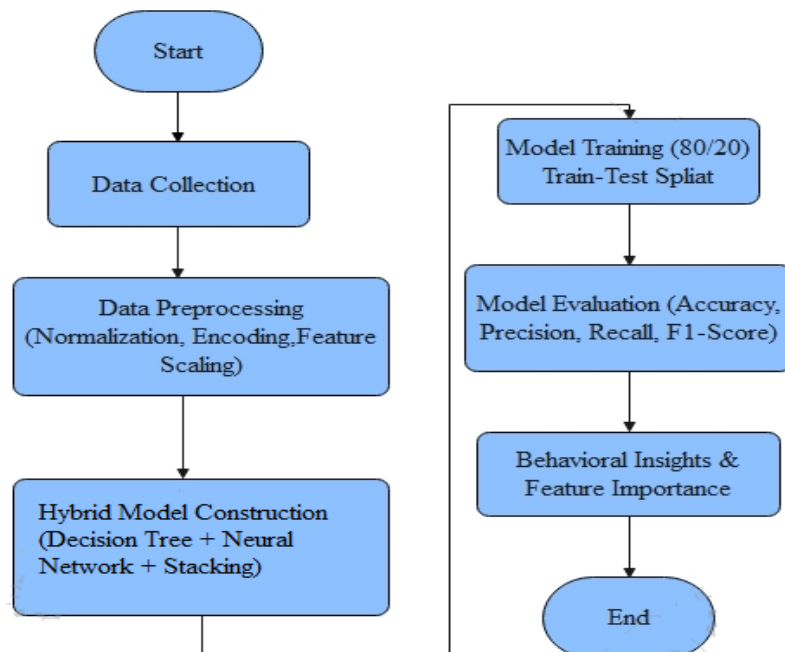 Start
Data Collection
Data Preprocessing
(Normalization, Encoding,Feature
Scaling)
Hybrid Model Construction
(Decision Tree + Neural
Network + Stacking)
Model Training (80/20)
Train-Test Spliat
Model Evaluation (Accuracy,
Precision, Recall, F1-Score)
Behavioral Insights &
Feature Importance
End